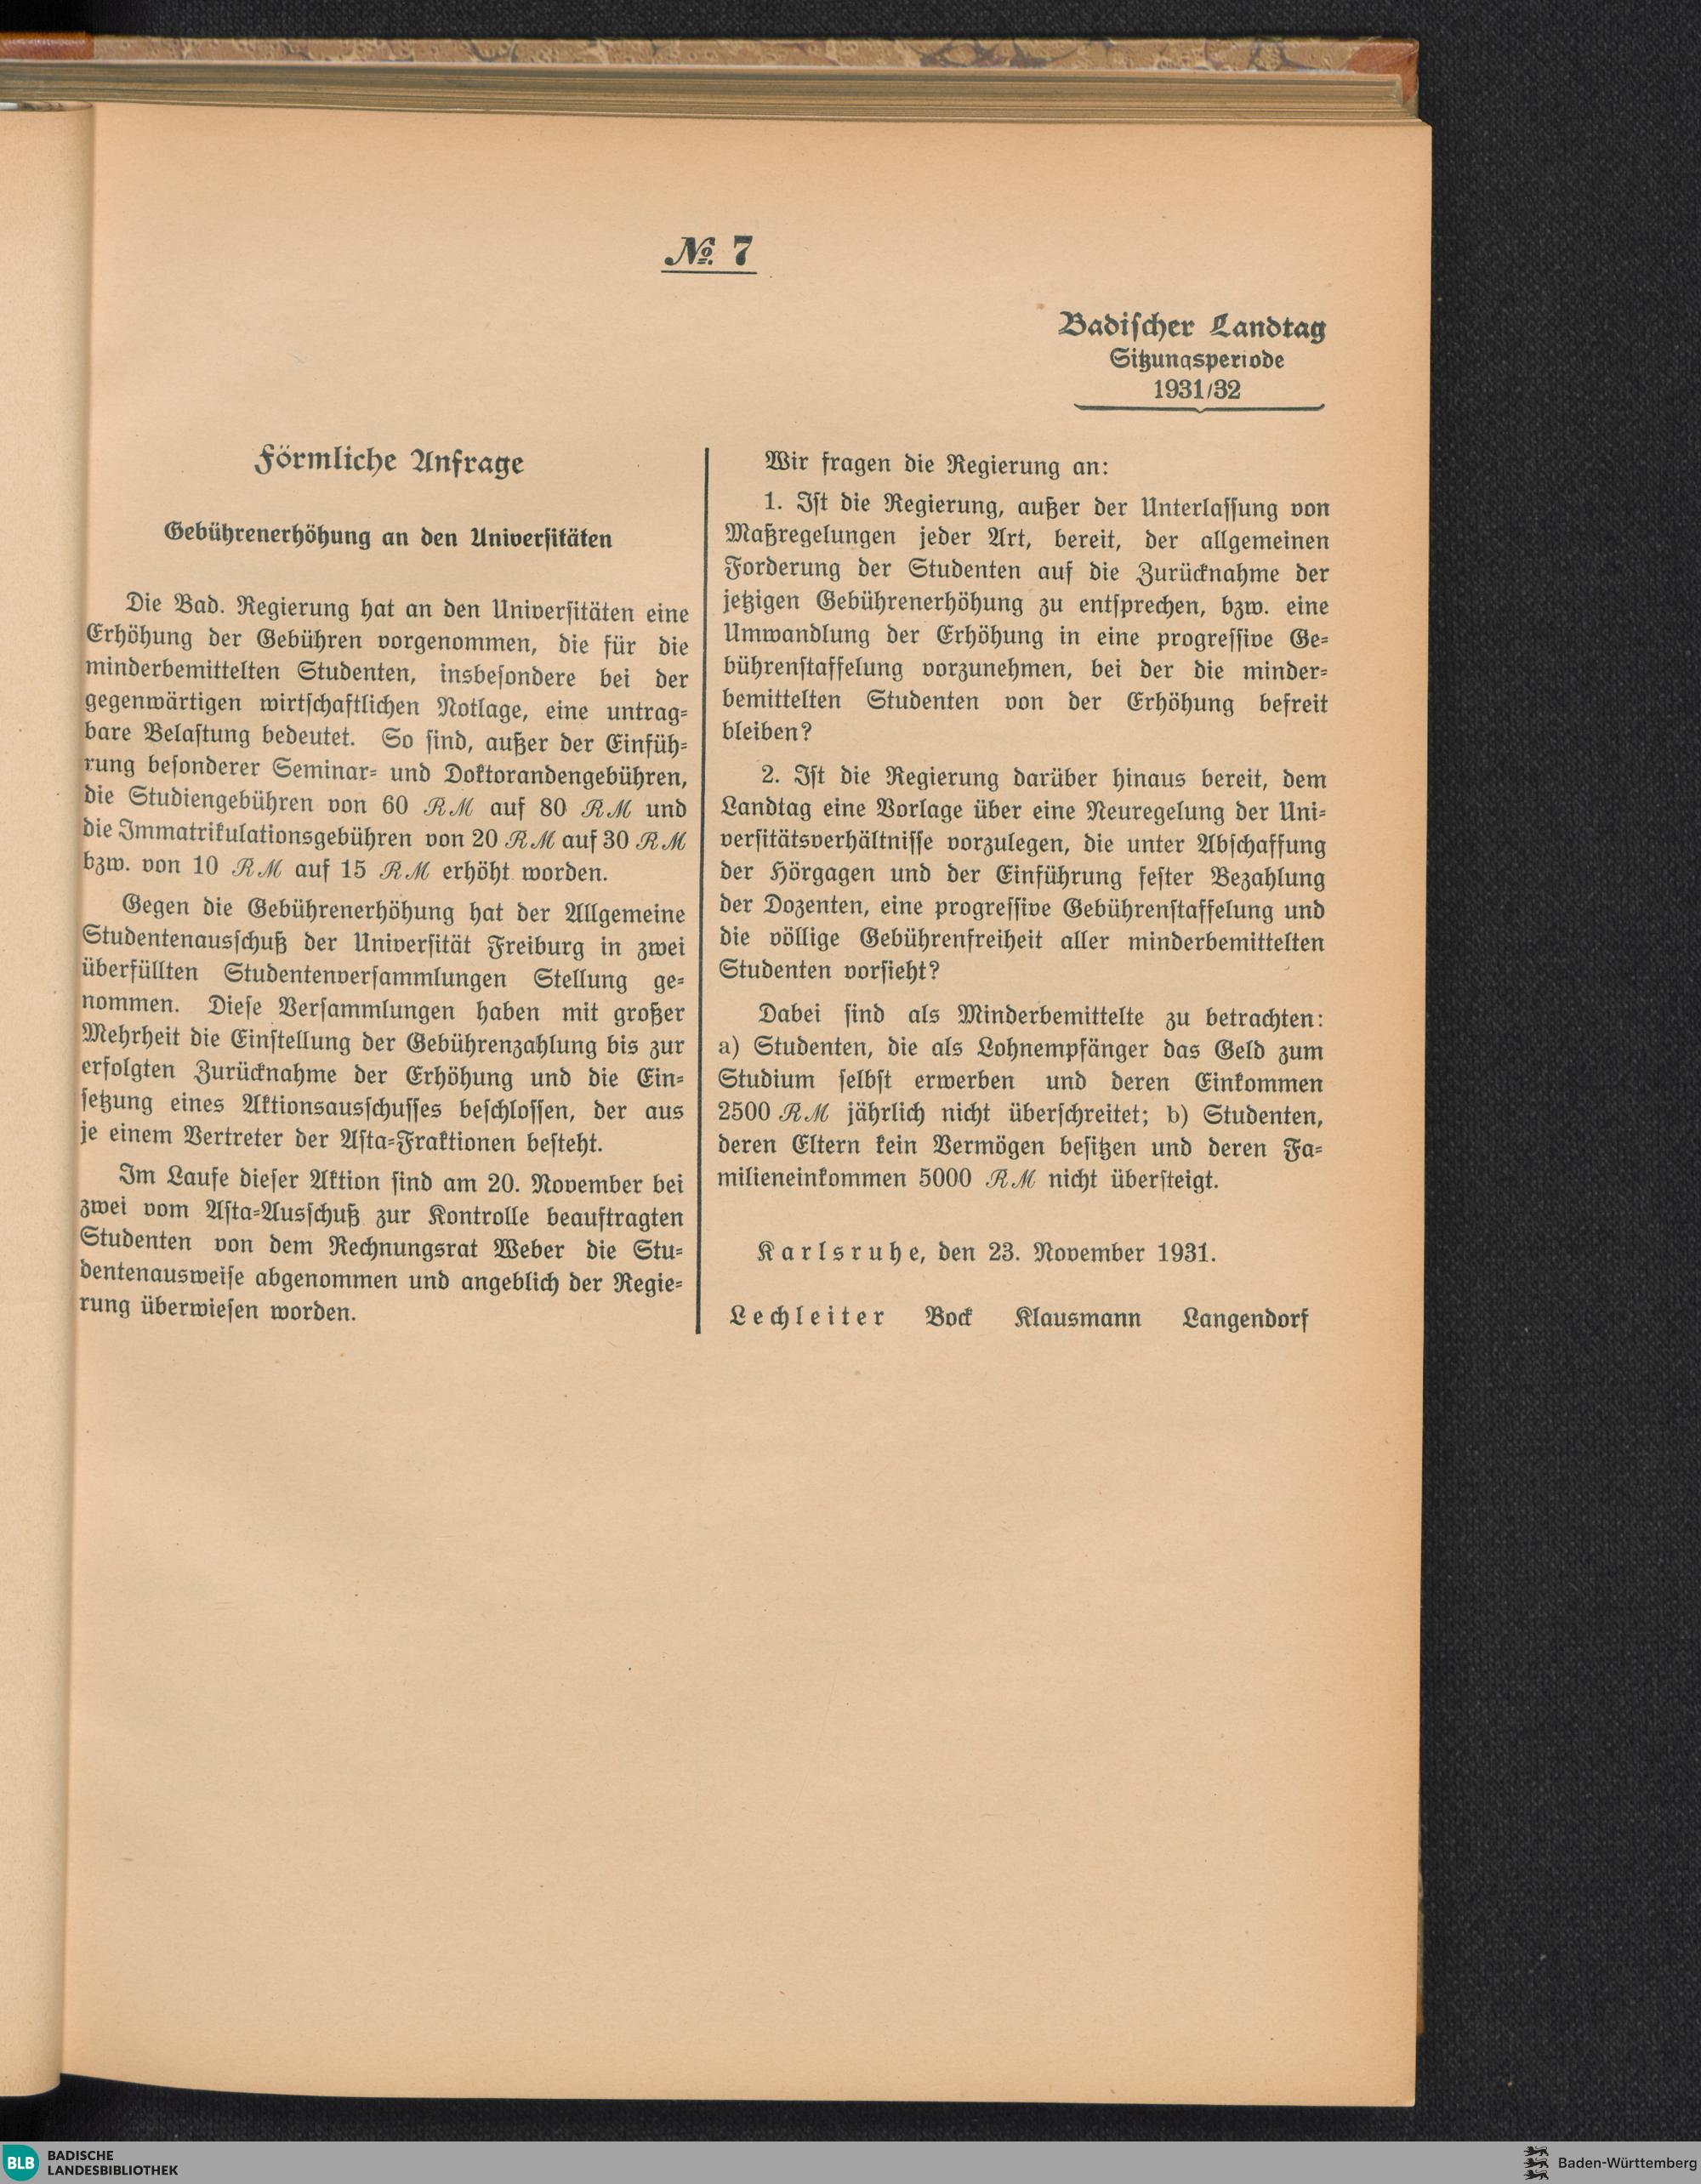 № 7
Badischer Landtag
Sitzungsperiode
1931/32
Förmliche Anfrage
Gebührenerhöhung an den Universitäten
Die Bad. Regierung hat an den Universitäten eine
Erhöhung der Gebühren vorgenommen, die für die
minderbemittelten Studenten, insbesondere bei der
gegenwärtigen wirtschaftlichen Notlage, eine untrag-
bare Belastung bedeutet. So sind, außer der Einfüh-
rung besonderer Seminar- und Doktorandengebühren,
die Studiengebühren von 60 RM auf 80 RM und
die Immatrikulationsgebühren von 20 RM auf 30 RM
bzw. von 10 RM auf 15 RM erhöht worden.
Gegen die Gebührenerhöhung hat der Allgemeine
Studentenausschuß der Universität Freiburg in zwei
überfüllten Studentenversammlungen Stellung ge-
nommen. Diese Versammlungen haben mit großer
Mehrheit die Einstellung der Gebührenzahlung bis zur
erfolgten Zurücknahme der Erhöhung und die Ein-
setzung eines Aktionsausschusses beschlossen, der aus
je einem Vertreter der Asta-Fraktionen besteht.
Im Laufe dieser Aktion sind am 20. November bei
zwei vom Asta-Ausschuß zur Kontrolle beauftragten
Studenten von dem Rechnungsrat Weber die Stu-
dentenausweise abgenommen und angeblich der Regie-
rung überwiesen worden.
Wir fragen die Regierung an:
1. Ist die Regierung, außer der Unterlassung von
Maßregelungen jeder Art, bereit, der allgemeinen
Forderung der Studenten auf die Zurücknahme der
jetzigen Gebührenerhöhung zu entsprechen, bzw. eine
Umwandlung der Erhöhung in eine progressive Ge-
bührenstaffelung vorzunehmen, bei der die minder-
bemittelten Studenten von der Erhöhung befreit
bleiben?
2. Ist die Regierung darüber hinaus bereit, dem
Landtag eine Vorlage über eine Neuregelung der Uni-
versitätsverhältnisse vorzulegen, die unter Abschaffung
der Hörgagen und der Einführung fester Bezahlung
der Dozenten, eine progressive Gebührenstaffelung und
die völlige Gebührenfreiheit aller minderbemittelten
Studenten vorsieht?
Dabei sind als Minderbemittelte zu betrachten:
a) Studenten, die als Lohnempfänger das Geld zum
Studium selbst erwerben und deren Einkommen
2500 RM jährlich nicht überschreitet; b) Studenten,
deren Eltern kein Vermögen besitzen und deren Fa-
milieneinkommen 5000 RM nicht übersteigt.
Karlsruhe, den 23. November 1931.
Lechleiter Bock Klausmann Langendorf
BLB BADISCHE
LANDESBIBLIOTHEK
Baden-Württemberg